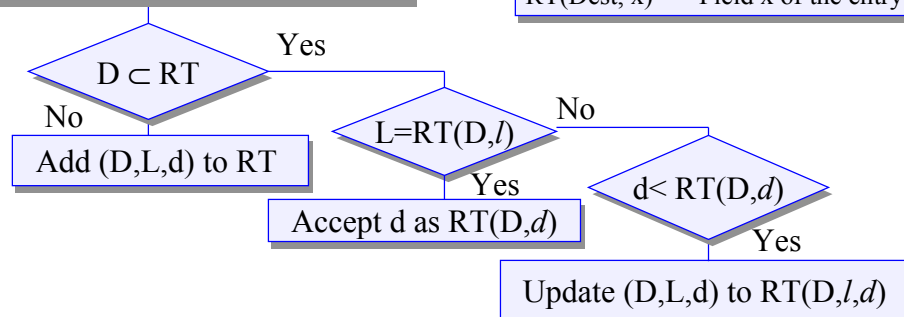 RT(Dest, x) Field x of the entry
Yes
D ⊂ RT
No
No
L=RT(D,l)
Add (D,L,d) to RT
Yes
d< RT(D,d)
Accept d as RT(D,d)
Yes
Update (D,L,d) to RT(D,l,d)